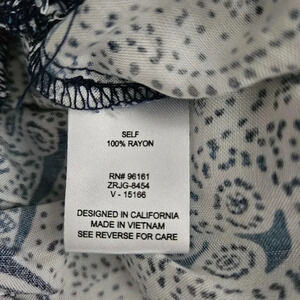 SELF
100% RAYON
RN# 96161
ZRJG-8454
V - 15166
DESIGNED IN CALIFORNIA
MADE IN VIETNAM
SEE REVERSE FOR CARE